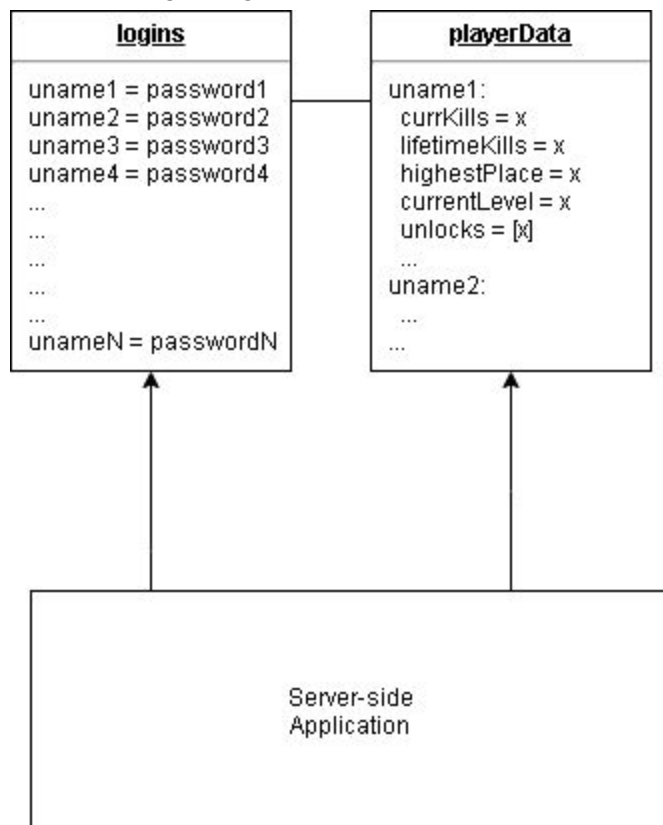 logins
uname1 = password1
uname2 = password2
uname3 = password3
uname4 = password4
...
...
...
...
...
unameN = passwordN
playerData
uname1:
currKills = x
lifetimeKills = x
highestPlace = x
currentLevel = x
unlocks = [x]
...
uname2:
...
...
Server-side
Application